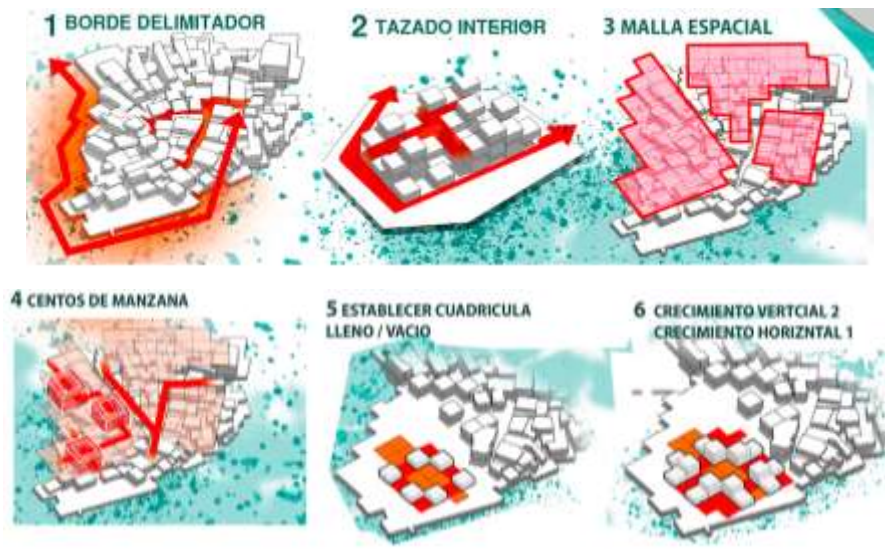 1 BORDE DELIMITADOR
2 TAZADO INTERIOR
3 MALLA ESPACIAL
4 CENTOS DE MANZANA
5 ESTABLECER CUADRICULA
LLENO / VACIO
6 CRECIMIENTO VERTCIAL 2
CRECIMIENTO HORIZNTAL 1